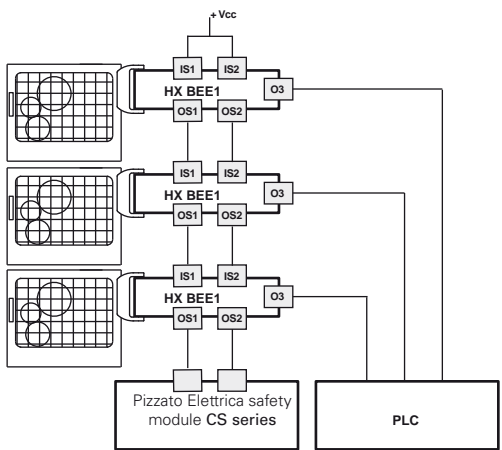 + Vcc
IS1 IS2
HX BEE1
O3
OS1 OS2
IS1 IS2
HX BEE1
O3
OS1 OS2
IS1 IS2
HX BEE1
O3
OS1 OS2
Pizzato Elettrica safety
module CS series
PLC